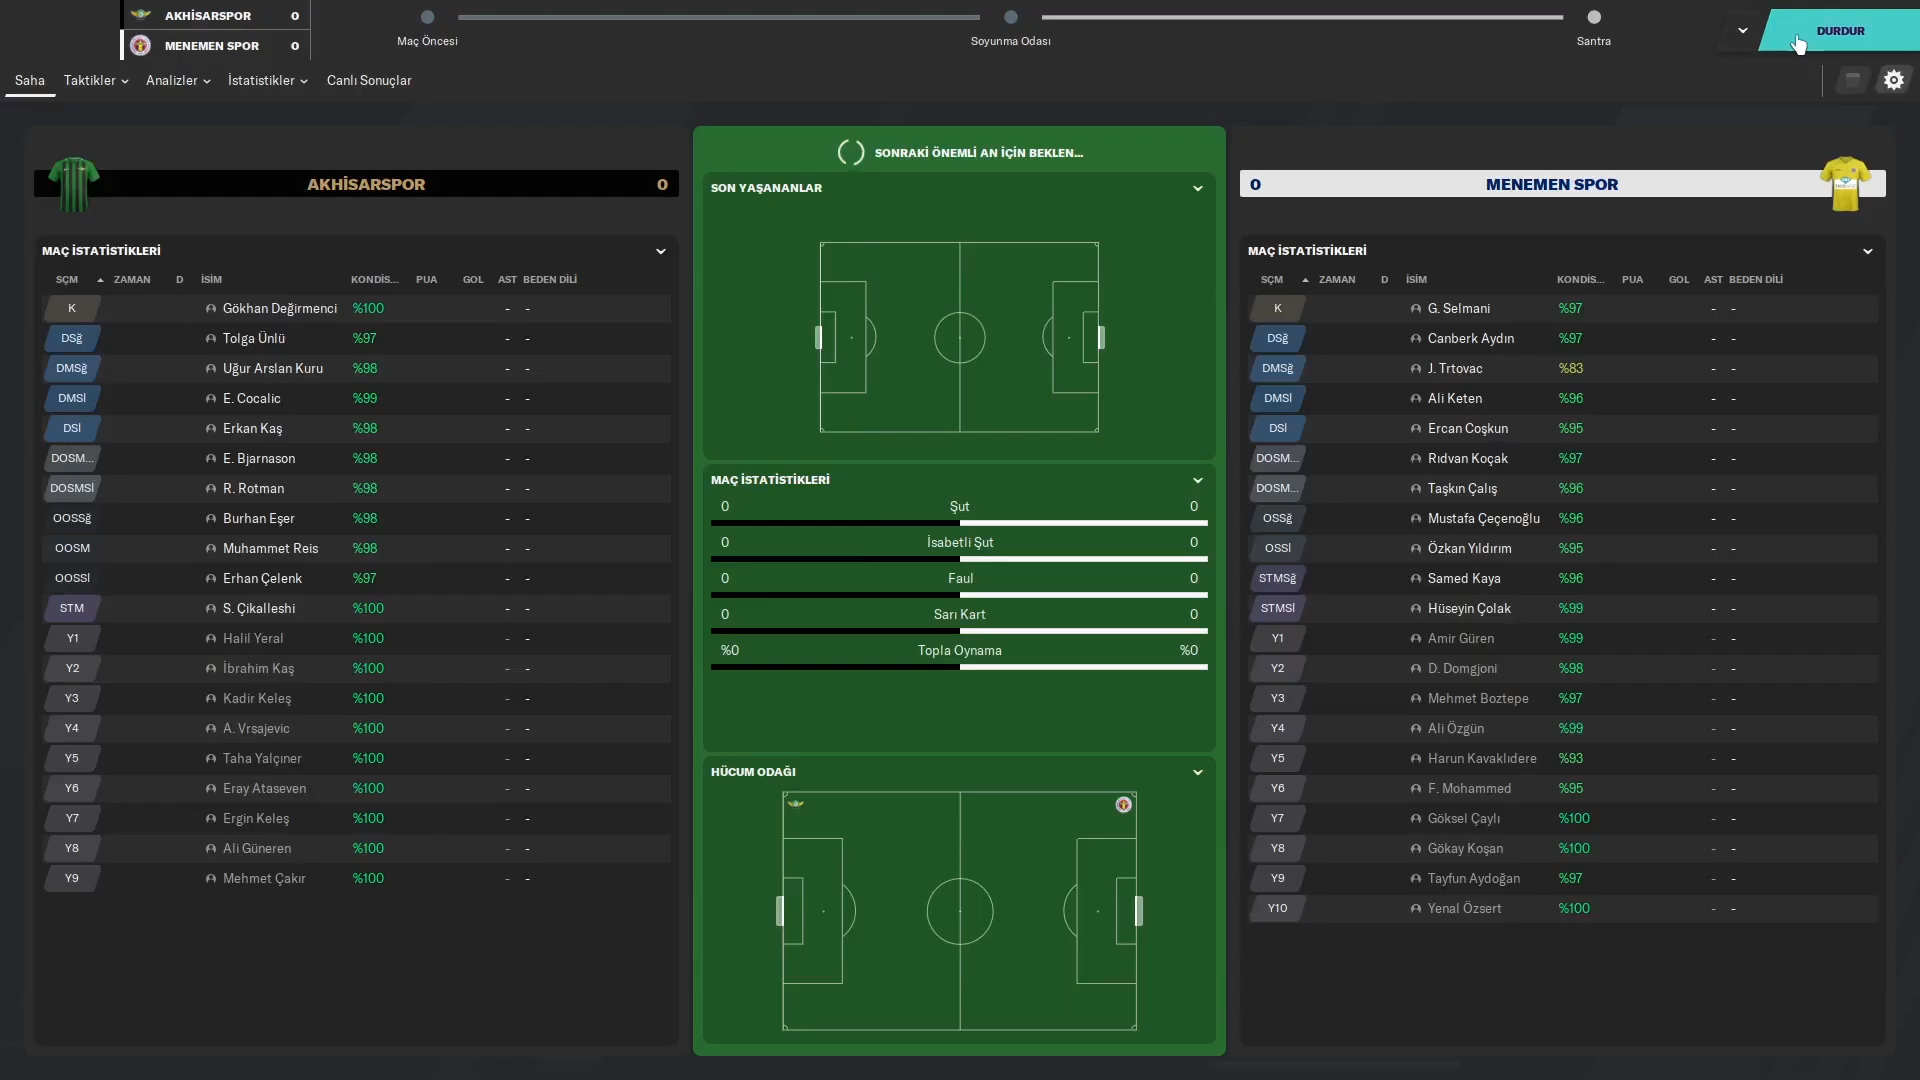 AKHİSARSPOR 0
MENEMEN SPOR 0
Maç Öncesi
Soyunma Odası
Santra
DURDUR
Saha Taktikler Analizler İstatistikler Canlı Sonuçlar
AKHİSARSPOR 0
MAÇ İSTATİSTİKLERİ
SÇM ZAMAN D İSİM KONDİS... PUA GOL AST BEDEN DİLİ
K Gökhan Değirmenci %100 - -
DSğ Tolga Ünlü %97 - -
DMSğ Uğur Arslan Kuru %98 - -
DMSl E. Cocalic %99 - -
DSl Erkan Kaş %98 - -
DOSM... E. Bjarnason %98 - -
DOSMSl R. Rotman %98 - -
OOSSğ Burhan Eşer %98 - -
OOSM Muhammet Reis %98 - -
OOSSl Erhan Çelenk %97 - -
STM S. Çikalleshi %100 - -
Y1 Halil Yeral %100 - -
Y2 İbrahim Kaş %100 - -
Y3 Kadir Keleş %100 - -
Y4 A. Vrsajevic %100 - -
Y5 Taha Yalçıner %100 - -
Y6 Eray Ataseven %100 - -
Y7 Ergin Keleş %100 - -
Y8 Ali Güneren %100 - -
Y9 Mehmet Çakır %100 - -
SONRAKİ ÖNEMLİ AN İÇİN BEKLEN...
SON YAŞANANLAR
MAÇ İSTATİSTİKLERİ
0 Şut 0
0 İsabetli Şut 0
0 Faul 0
0 Sarı Kart 0
%0 Topla Oynama %0
HÜCUM ODAĞI
0 MENEMEN SPOR
MAÇ İSTATİSTİKLERİ
SÇM ZAMAN D İSİM KONDİS... PUA GOL AST BEDEN DİLİ
K G. Selmani %97 - -
DSğ Canberk Aydın %97 - -
DMSğ J. Trtovac %83 - -
DMSl Ali Keten %96 - -
DSl Ercan Coşkun %95 - -
DOSM... Rıdvan Koçak %97 - -
DOSM... Taşkın Çalış %96 - -
OSSğ Mustafa Çeçenoğlu %96 - -
OSSl Özkan Yıldırım %95 - -
STMSğ Samed Kaya %96 - -
STMSl Hüseyin Çolak %99 - -
Y1 Amir Güren %99 - -
Y2 D. Domgjoni %98 - -
Y3 Mehmet Boztepe %97 - -
Y4 Ali Özgün %99 - -
Y5 Harun Kavaklıdere %93 - -
Y6 F. Mohammed %95 - -
Y7 Göksel Çaylı %100 - -
Y8 Gökay Koşan %100 - -
Y9 Tayfun Aydoğan %97 - -
Y10 Yenal Özsert %100 - -